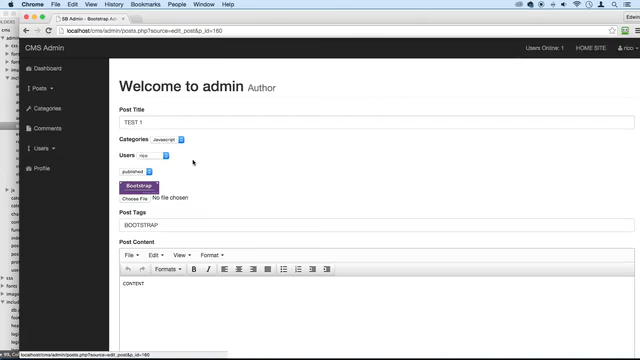 Chrome File Edit View History Bookmarks People Window Help
SB Admin - Bootstrap Adm
Edwin
localhost/cms/admin/posts.php?source=edit_post&p_id=160
CMS Admin
Users Online: 1 HOME SITE rico
Dashboard
Posts
Categories
Comments
Users
Profile
Welcome to admin Author
Post Title
TEST 1
Categories Javascript
Users rico
published
Bootstrap
Choose File No file chosen
Post Tags
BOOTSTRAP
Post Content
File Edit View Format
Formats B I
CONTENT
localhost/cms/admin/posts.php?source=edit_post&p_id=160